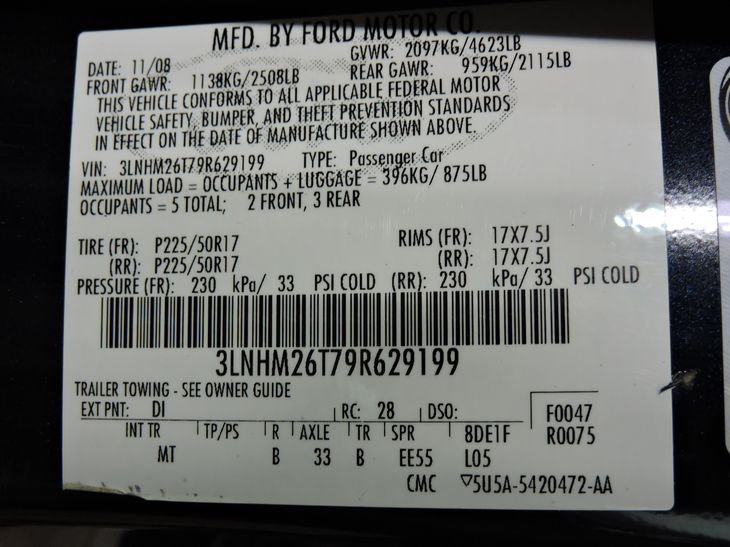 MFD. BY FORD MOTOR CO.
DATE: 11/08 GVWR: 2097KG/4623LB
FRONT GAWR: 1138KG/2508LB REAR GAWR: 959KG/2115LB
THIS VEHICLE CONFORMS TO ALL APPLICABLE FEDERAL MOTOR
VEHICLE SAFETY, BUMPER, AND THEFT PREVENTION STANDARDS
IN EFFECT ON THE DATE OF MANUFACTURE SHOWN ABOVE.
VIN: 3LNHM26T79R629199 TYPE: Passenger Car
MAXIMUM LOAD = OCCUPANTS + LUGGAGE = 396KG/ 875LB
OCCUPANTS = 5 TOTAL; 2 FRONT, 3 REAR
TIRE (FR): P225/50R17 RIMS (FR): 17X7.5J
(RR): P225/50R17 (RR): 17X7.5J
PRESSURE (FR): 230 kPa/ 33 PSI COLD (RR): 230 kPa/ 33 PSI COLD
3LNHM26T79R629199
TRAILER TOWING - SEE OWNER GUIDE
EXT PNT: DI RC: 28 DSO: F0047
INT TR TP/PS R AXLE TR SPR 8DE1F R0075
MT B 33 B EE55 L05
CMC ▽5U5A-5420472-AA